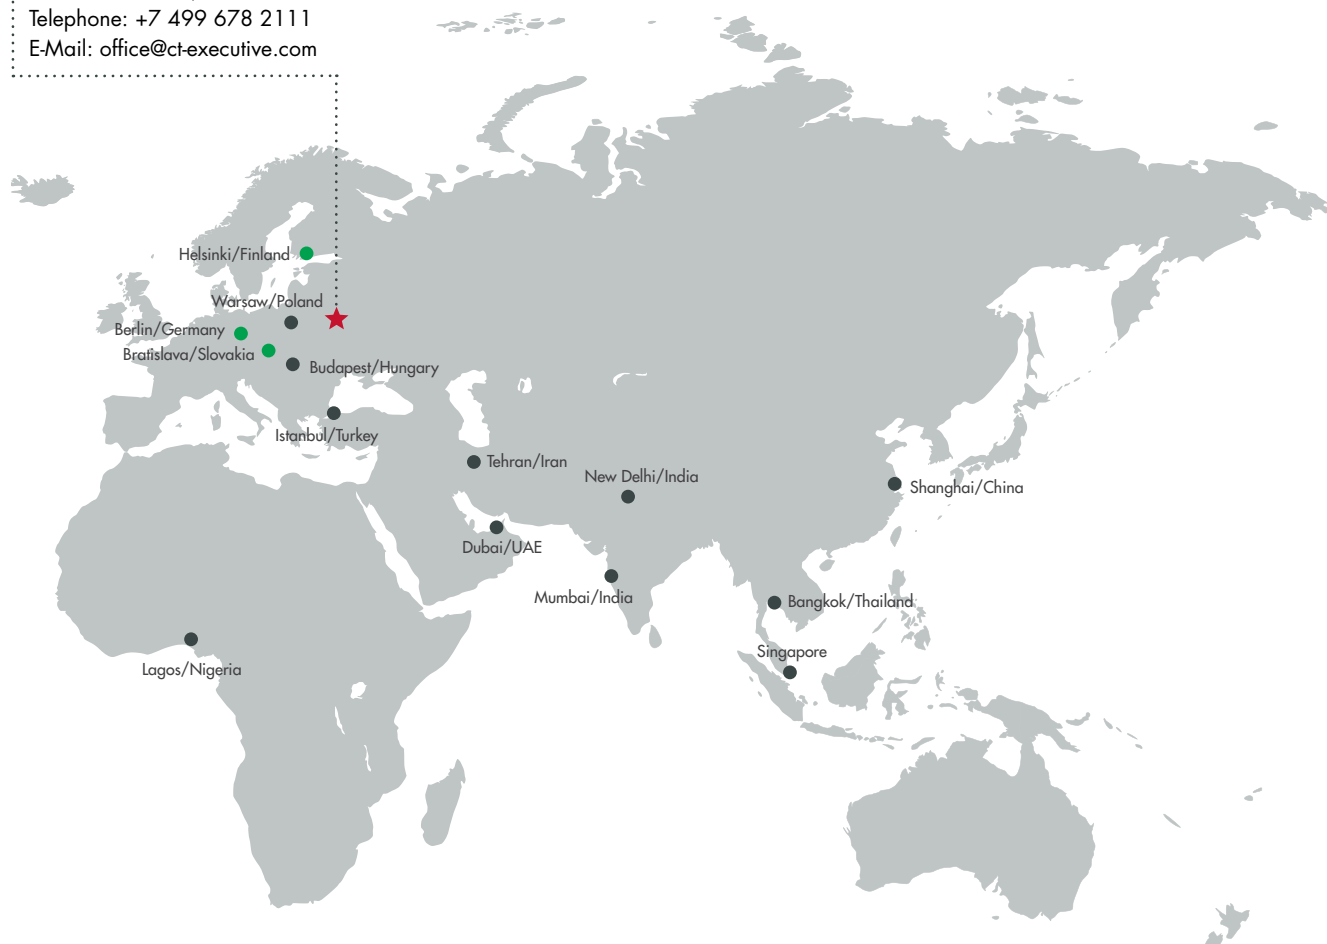 Telephone: +7 499 678 2111
E-Mail: office@ct-executive.com
Helsinki/Finland
Warsaw/Poland
Berlin/Germany
Bratislava/Slovakia
Budapest/Hungary
Istanbul/Turkey
Tehran/Iran
New Delhi/India
Shanghai/China
Dubai/UAE
Mumbai/India
Bangkok/Thailand
Singapore
Lagos/Nigeria